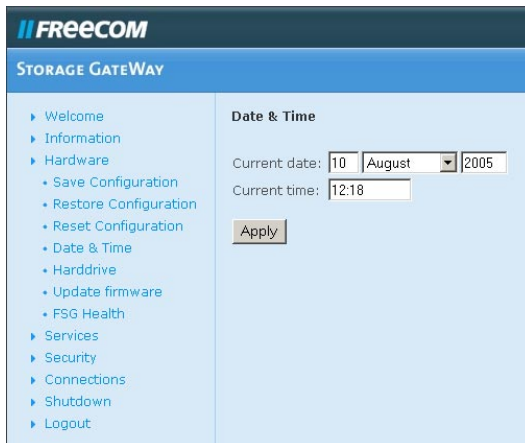 FREECOM
STORAGE GATEWAY
Welcome
Information
Hardware
Save Configuration
Restore Configuration
Reset Configuration
Date & Time
Harddrive
Update firmware
FSG Health
Services
Security
Connections
Shutdown
Logout
Date & Time
Current date: 10 August 2005
Current time: 12:18
Apply